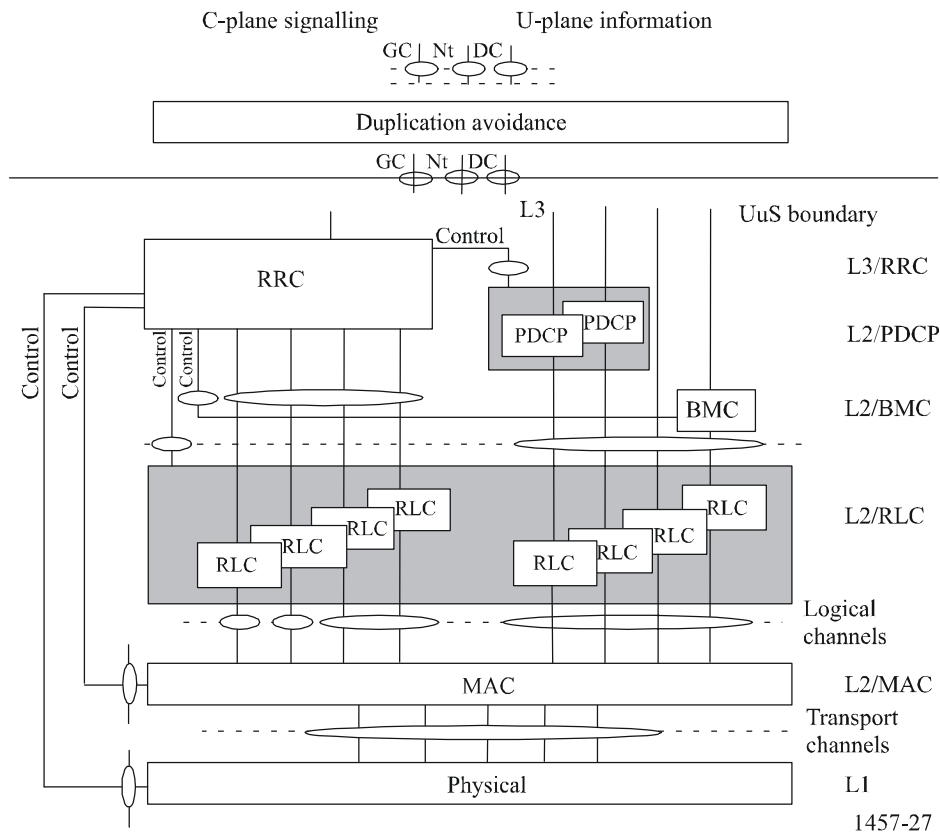 C-plane signalling U-plane information
GC Nt DC
Duplication avoidance
GC Nt DC
L3 UuS boundary
Control
RRC L3/RRC
PDCP PDCP L2/PDCP
Control Control Control Control
BMC L2/BMC
RLC RLC
RLC RLC L2/RLC
RLC RLC
RLC RLC
Logical
channels
MAC L2/MAC
Transport
channels
Physical L1
1457-27